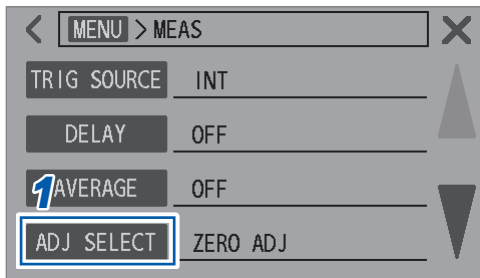 MENU > MEAS
TRIG SOURCE INT
DELAY OFF
1
AVERAGE OFF
ADJ SELECT ZERO ADJ